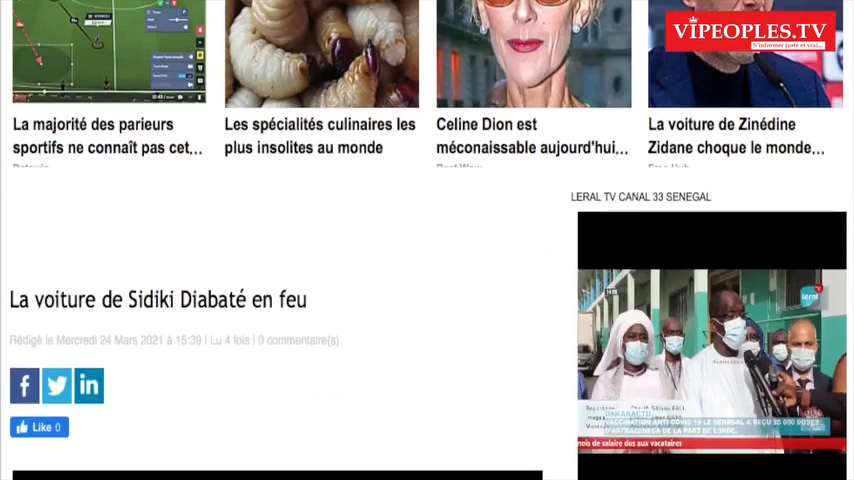 VIPEOPLES.TV
S'informer juste et vrai...
La majorité des parieurs
sportifs ne connaît pas cet...
Les spécialités culinaires les
plus insolites au monde
Celine Dion est
méconaissable aujourd'hui,...
La voiture de Zinédine
Zidane choque le monde...
LERAL TV CANAL 33 SENEGAL
La voiture de Sidiki Diabaté en feu
Rédigé le Mercredi 24 Mars 2021 à 15:39 | Lu 4 fois | 0 commentaire(s)
Like 0
leral
DAKARACTU
VACCINATION ANTI COVID 19 LE SENEGAL A REÇU 25 000 DOSES
D'ASTRAZENECA DE LA PART DE L'INDE.
mois de salaire dus aux vacataires